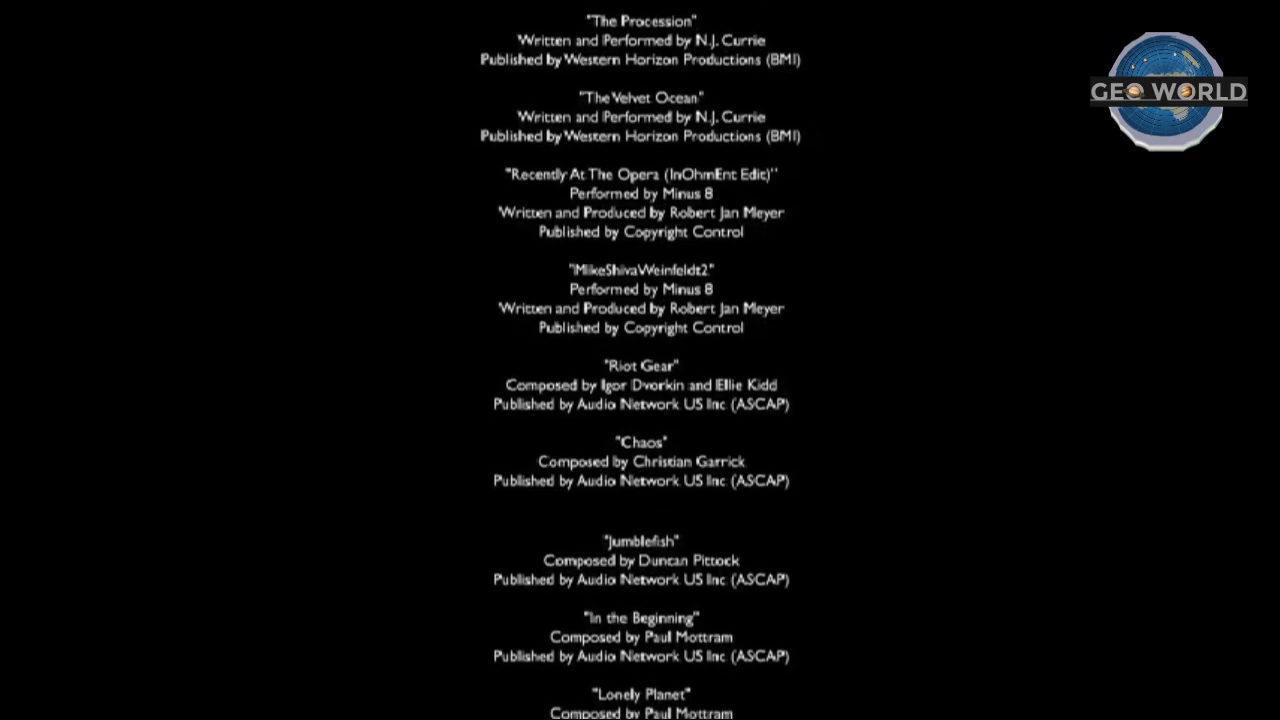 "The Procession"
Written and Performed by N.J. Currie
Published by Western Horizon Productions (BMI)
"The Velvet Ocean"
Written and Performed by N.J. Currie
Published by Western Horizon Productions (BMI)
"Recently At The Opera (InOhmEnt Edit)"
Performed by Minus 8
Written and Produced by Robert Jan Meyer
Published by Copyright Control
"MikeShivaWeinfeldt2"
Performed by Minus 8
Written and Produced by Robert Jan Meyer
Published by Copyright Control
"Riot Gear"
Composed by Igor Dvorkin and Ellie Kidd
Published by Audio Network US Inc (ASCAP)
"Chaos"
Composed by Christian Garrick
Published by Audio Network US Inc (ASCAP)
"Jumblefish"
Composed by Duncan Pittock
Published by Audio Network US Inc (ASCAP)
"In the Beginning"
Composed by Paul Mottram
Published by Audio Network US Inc (ASCAP)
"Lonely Planet"
Composed by Paul Mottram
GEO WORLD